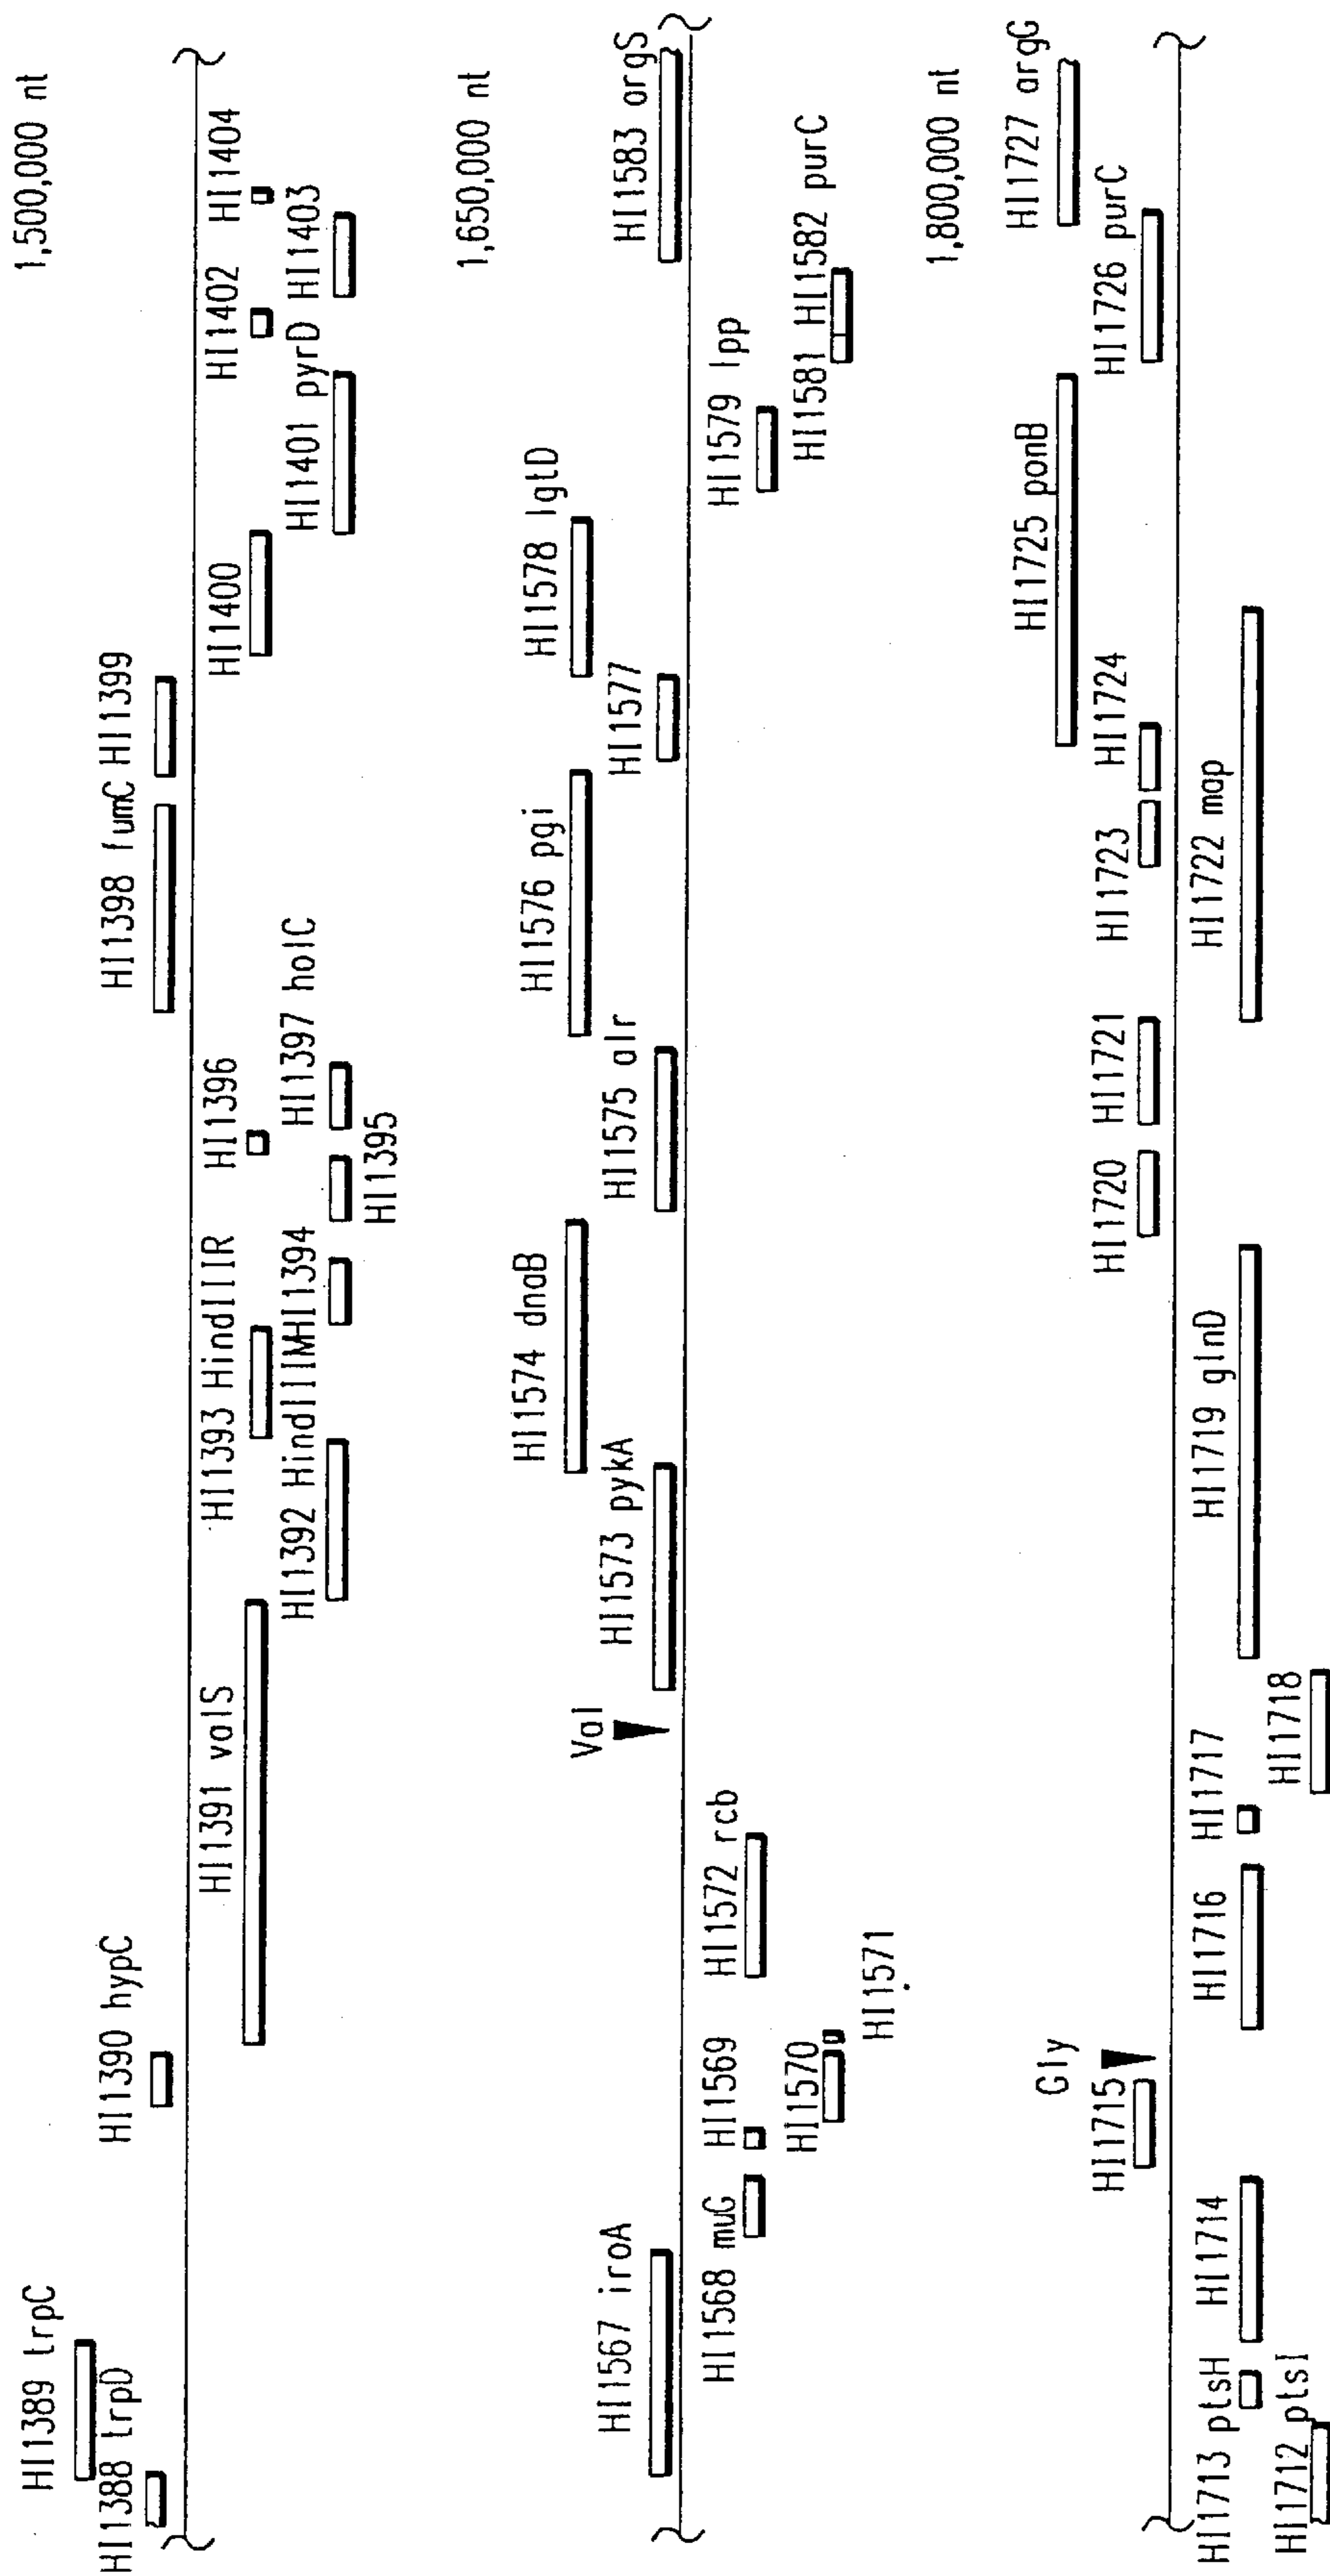 1,500,000 nt
HI1389 trpC
HI1388 trpD
HI1390 hypC
HI1391 valS
HI1392 HindIIIM
HI1393 HindIIIR
HI1394
HI1395
HI1396
HI1397 holC
HI1398 fumC
HI1399
HI1400
HI1401 pyrD
HI1402
HI1403
HI1404
1,650,000 nt
HI1567 iroA
HI1568 muG
HI1569
HI1570
HI1571
HI1572 rcb
Val
HI1573 pykA
HI1574 dnaB
HI1575 alr
HI1576 pgi
HI1577
HI1578 lgtD
HI1579 lpp
HI1581
HI1582 purC
HI1583 orgS
1,800,000 nt
HI1712 ptsI
HI1713 ptsH
HI1714
HI1715
Gly
HI1716
HI1717
HI1718
HI1719 glnD
HI1720
HI1721
HI1722 map
HI1723
HI1724
HI1725 ponB
HI1726 purC
HI1727 argG